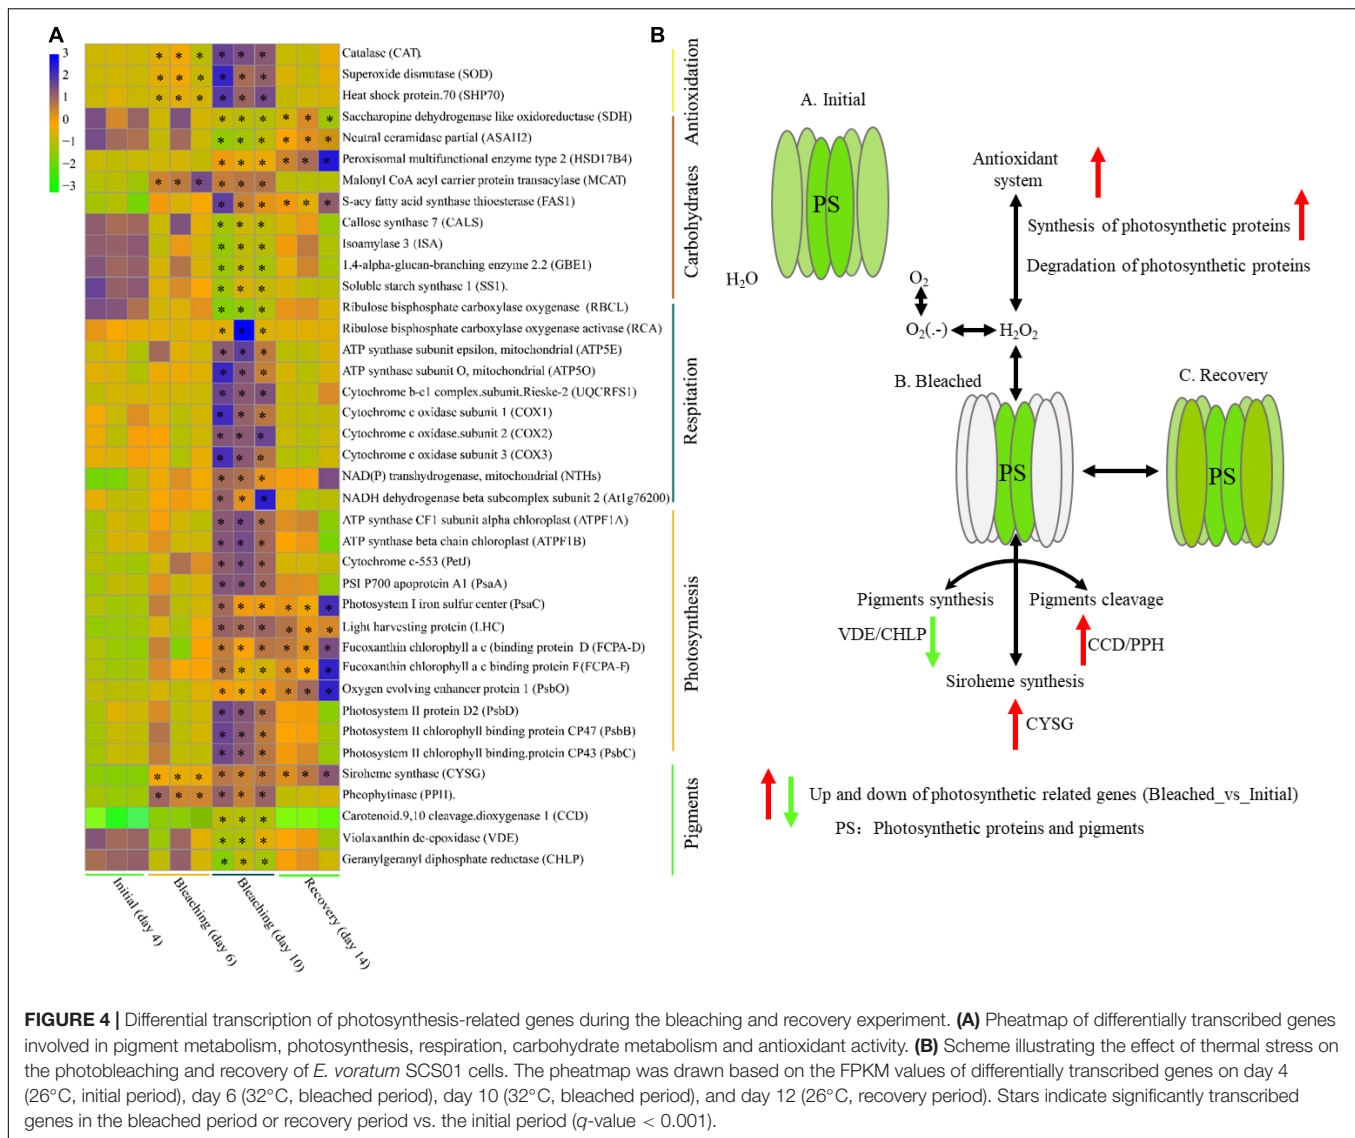 A
3
2
1
0
−1
−2
−3
Catalase (CAT).
Superoxide dismutase (SOD)
Heat shock protein.70 (SHP70)
Saccharopine dehydrogenase like oxidoreductase (SDH)
Neutral ceramidase partial (ASAH2)
Peroxisomal multifunctional enzyme type 2 (HSD17B4)
Malonyl CoA acyl carrier protein transacylase (MCAT)
S-acy fatty acid synthase thioesterase (FAS1)
Callose synthase 7 (CALS)
Isoamylase 3 (ISA)
1,4-alpha-glucan-branching enzyme 2.2 (GBE1)
Soluble starch synthase 1 (SS1).
Ribulose bisphosphate carboxylase oxygenase (RBCL)
Ribulose bisphosphate carboxylase oxygenase activase (RCA)
ATP synthase subunit epsilon, mitochondrial (ATP5E)
ATP synthase subunit O, mitochondrial (ATP5O)
Cytochrome b-c1 complex.subunit.Rieske-2 (UQCRFS1)
Cytochrome c oxidase subunit 1 (COX1)
Cytochrome c oxidase.subunit 2 (COX2)
Cytochrome c oxidase subunit 3 (COX3)
NAD(P) transhydrogenase, mitochondrial (NTHs)
NADH dehydrogenase beta subcomplex subunit 2 (At1g76200)
ATP synthase CF1 subunit alpha chloroplast (ATPF1A)
ATP synthase beta chain chloroplast (ATPF1B)
Cytochrome c-553 (PetJ)
PSI P700 apoprotein A1 (PsaA)
Photosystem I iron sulfur center (PsaC)
Light harvesting protein (LHC)
Fucoxanthin chlorophyll a c (binding protein D (FCPA-D)
Fucoxanthin chlorophyll a c binding protein F (FCPA-F)
Oxygen evolving enhancer protein 1 (PsbO)
Photosystem II protein D2 (PsbD)
Photosystem II chlorophyll binding protein CP47 (PsbB)
Photosystem II chlorophyll binding.protein CP43 (PsbC)
Siroheme synthase (CYSG)
Pheophytinase (PPH).
Carotenoid.9,10 cleavage.dioxygenase 1 (CCD)
Violaxanthin de-epoxidase (VDE)
Geranylgeranyl diphosphate reductase (CHLP)
Initial (day 4)
Bleaching (day 6)
Bleaching (day 10)
Recovery (day 14)
Antioxidation
Carbohydrates
Respitation
Photosynthesis
Pigments
B
A. Initial
PS
H₂O
Antioxidant
system
Synthesis of photosynthetic proteins
Degradation of photosynthetic proteins
O₂
O₂(.-)
H₂O₂
B. Bleached
PS
C. Recovery
PS
Pigments synthesis
Pigments cleavage
VDE/CHLP
CCD/PPH
Siroheme synthesis
CYSG
Up and down of photosynthetic related genes (Bleached_vs_Initial)
PS: Photosynthetic proteins and pigments
FIGURE 4 | Differential transcription of photosynthesis-related genes during the bleaching and recovery experiment. (A) Pheatmap of differentially transcribed genes
involved in pigment metabolism, photosynthesis, respiration, carbohydrate metabolism and antioxidant activity. (B) Scheme illustrating the effect of thermal stress on
the photobleaching and recovery of E. voratum SCS01 cells. The pheatmap was drawn based on the FPKM values of differentially transcribed genes on day 4
(26°C, initial period), day 6 (32°C, bleached period), day 10 (32°C, bleached period), and day 12 (26°C, recovery period). Stars indicate significantly transcribed
genes in the bleached period or recovery period vs. the initial period (q-value < 0.001).